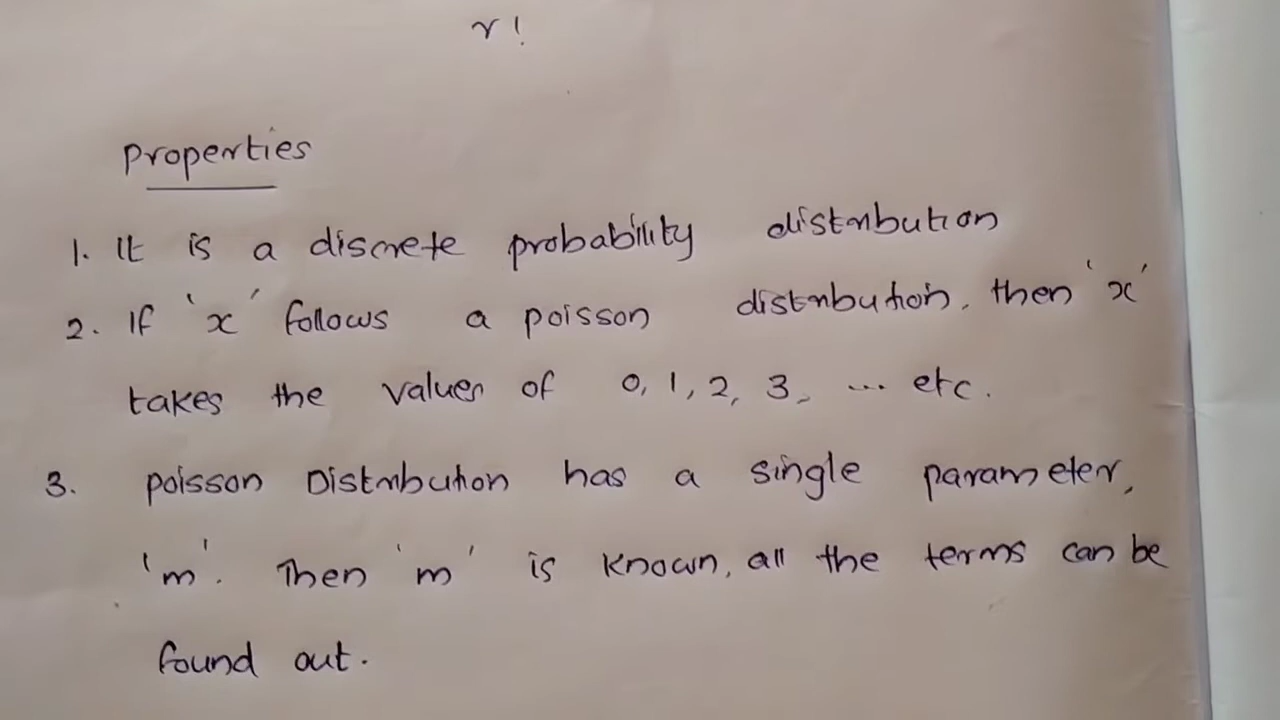 r!
Properties
1. It is a discrete probability distribution
2. If 'x' follows a poisson distribution, then 'x'
takes the values of 0, 1, 2, 3, ... etc.
3. poisson Distribution has a single parameter,
'm'. Then 'm' is known, all the terms can be
found out.